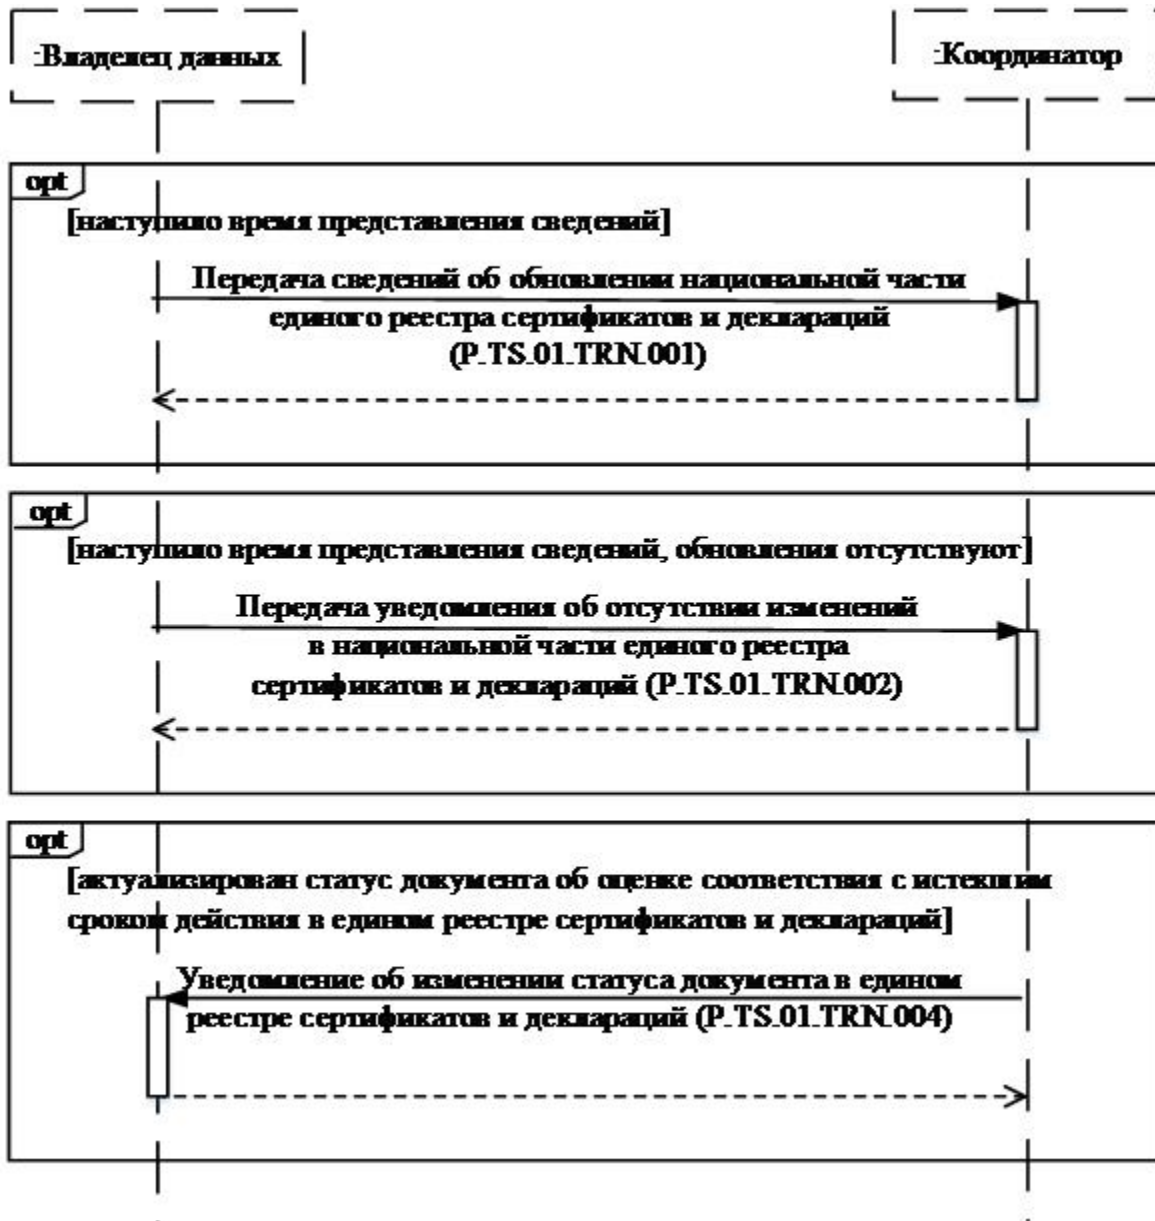 :Владелец данных
:Координатор
opt
[наступило время представления сведений]
Передача сведений об обновлении национальной части
единого реестра сертификатов и деклараций
(P.TS.01.TRN.001)
opt
[наступило время представления сведений, обновления отсутствуют]
Передача уведомления об отсутствии изменений
в национальной части единого реестра
сертификатов и деклараций (P.TS.01.TRN.002)
opt
[актуализирован статус документа об оценке соответствия с истекшим
сроком действия в едином реестре сертификатов и деклараций]
Уведомление об изменении статуса документа в едином
реестре сертификатов и деклараций (P.TS.01.TRN.004)